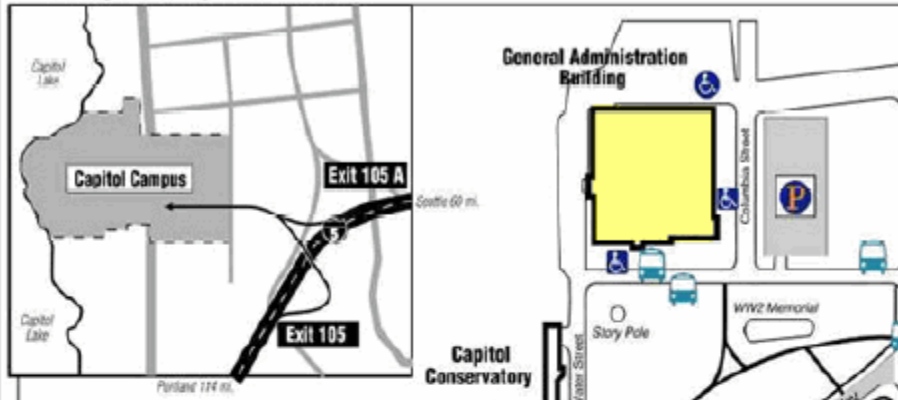 Capitol
Lake
Capitol Campus
Exit 105 A
Seattle 60 mi.
5
Exit 105
Capitol
Lake
Portland 114 mi.
General Administration
Building
Columbia Street
P
Story Pole
WW2 Memorial
Water Street
Capitol
Conservatory